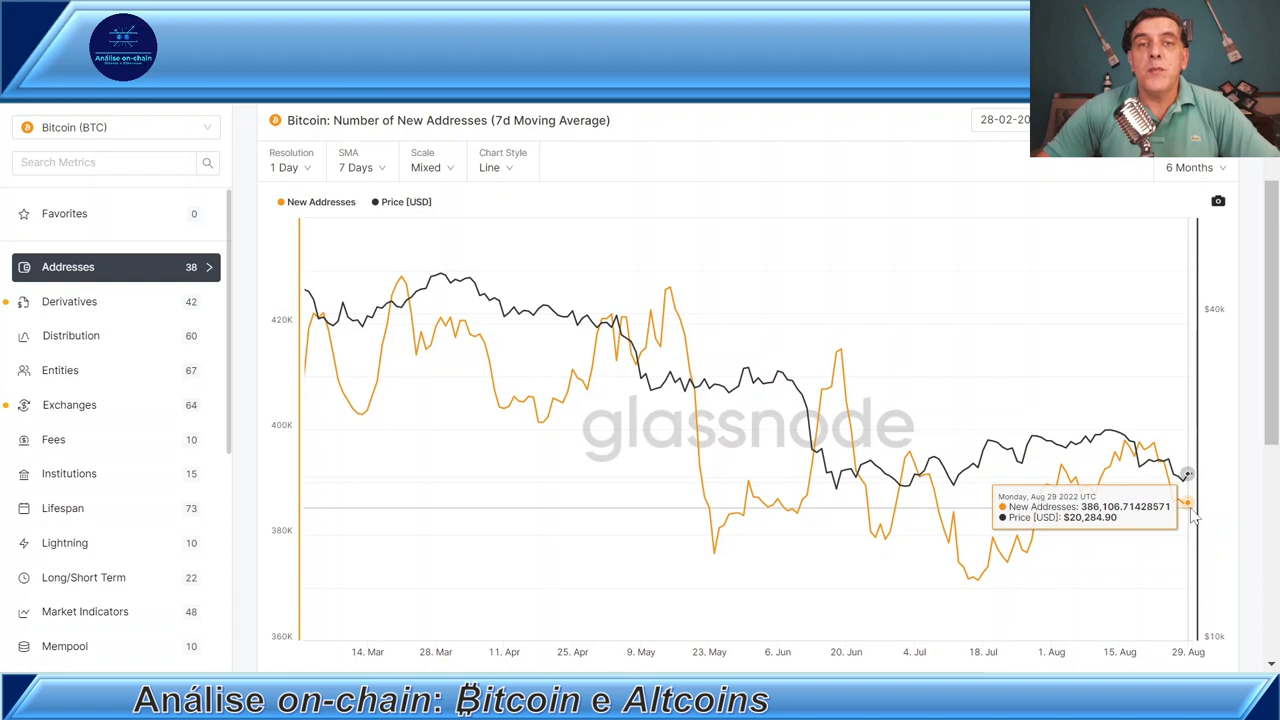 Análise on-chain
Bitcoin (BTC)
Search Metrics
Favorites 0
Addresses 38
Derivatives 42
Distribution 60
Entities 67
Exchanges 64
Fees 10
Institutions 15
Lifespan 73
Lightning 10
Long/Short Term 22
Market Indicators 48
Mempool 10
Bitcoin: Number of New Addresses (7d Moving Average)
28-02-20
Resolution SMA Scale Chart Style
1 Day 7 Days Mixed Line 6 Months
New Addresses Price [USD]
420K $40k
400K
glassnode
Monday, Aug 29 2022 UTC
New Addresses: 386,106.71428571
Price [USD]: $20,284.90
380K
360K $10k
14. Mar 28. Mar 11. Apr 25. Apr 9. May 23. May 6. Jun 20. Jun 4. Jul 18. Jul 1. Aug 15. Aug 29. Aug
Análise on-chain: ₿itcoin e Altcoins